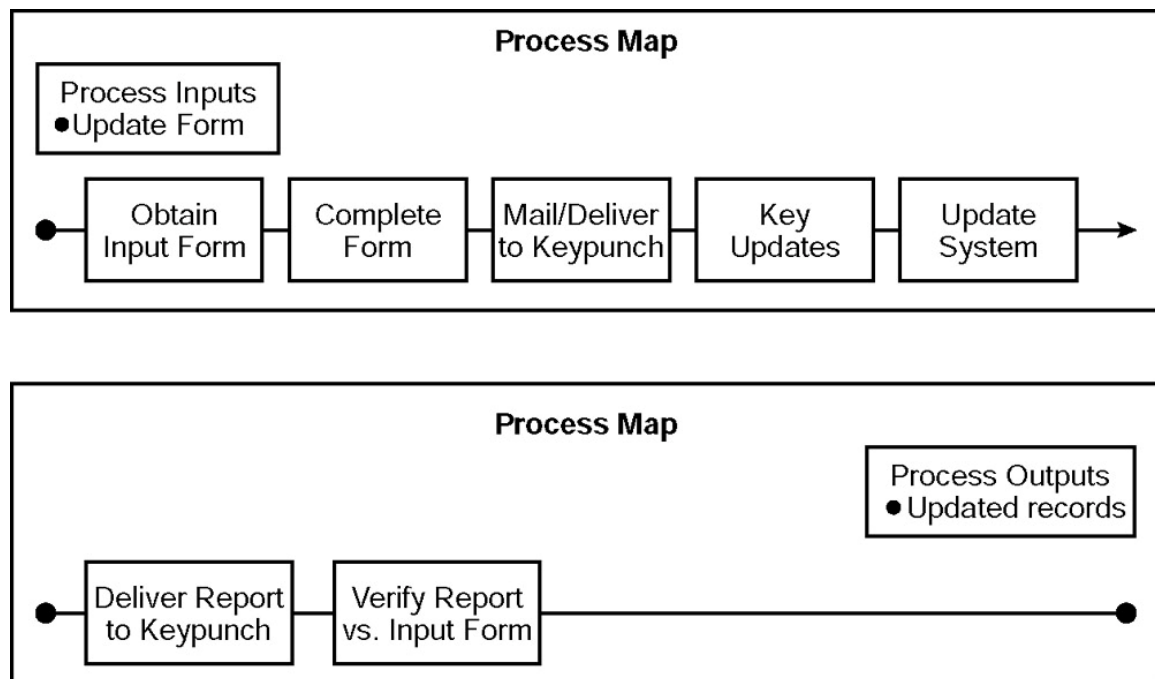 Process Map
Process Inputs
●Update Form
Obtain
Input Form
Complete
Form
Mail/Deliver
to Keypunch
Key
Updates
Update
System
Process Map
Process Outputs
●Updated records
Deliver Report
to Keypunch
Verify Report
vs. Input Form